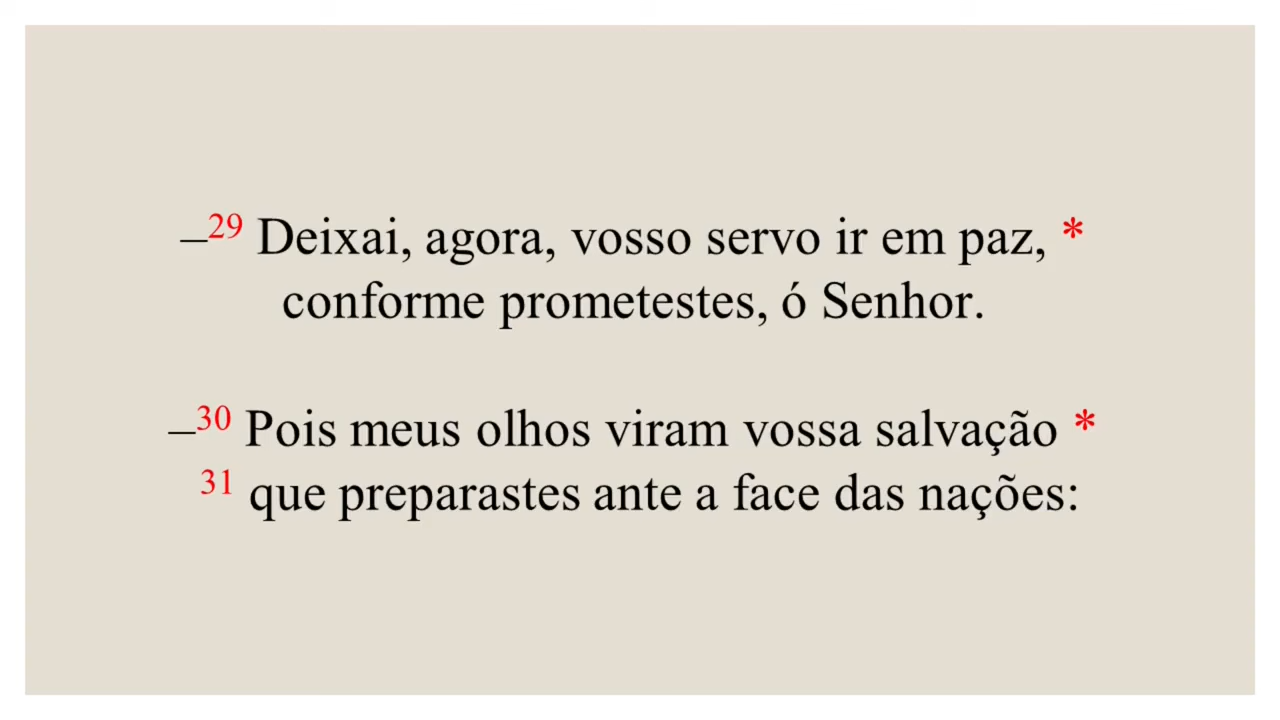 –29 Deixai, agora, vosso servo ir em paz, *
conforme prometestes, ó Senhor.
–30 Pois meus olhos viram vossa salvação *
31 que preparastes ante a face das nações: